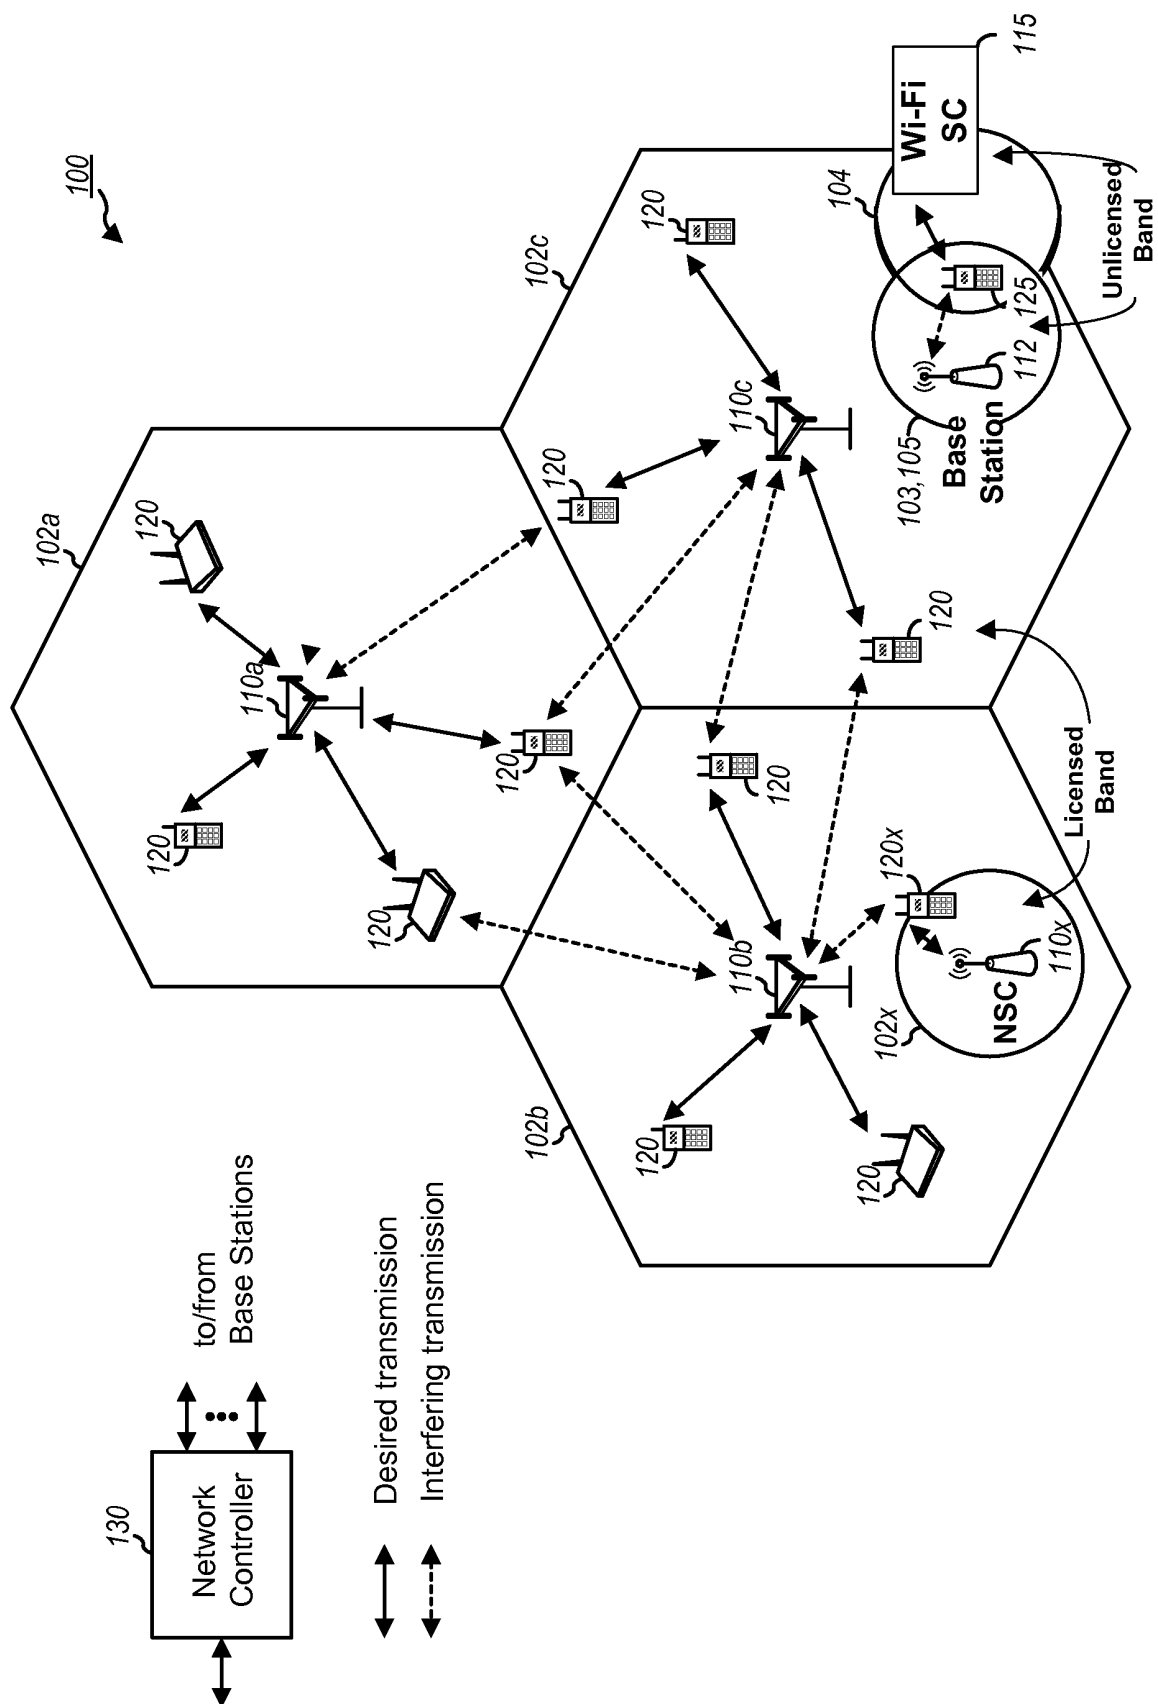 100
130
Network
Controller
to/from
Base Stations
Desired transmission
Interfering transmission
102a
120
120
110a
120
120
102b
120
110b
120
102x
NSC
110x
120x
120
Licensed
Band
102c
120
120
120
110c
120
103,105
Base
Station
112
125
104
Wi-Fi
SC
115
Unlicensed
Band